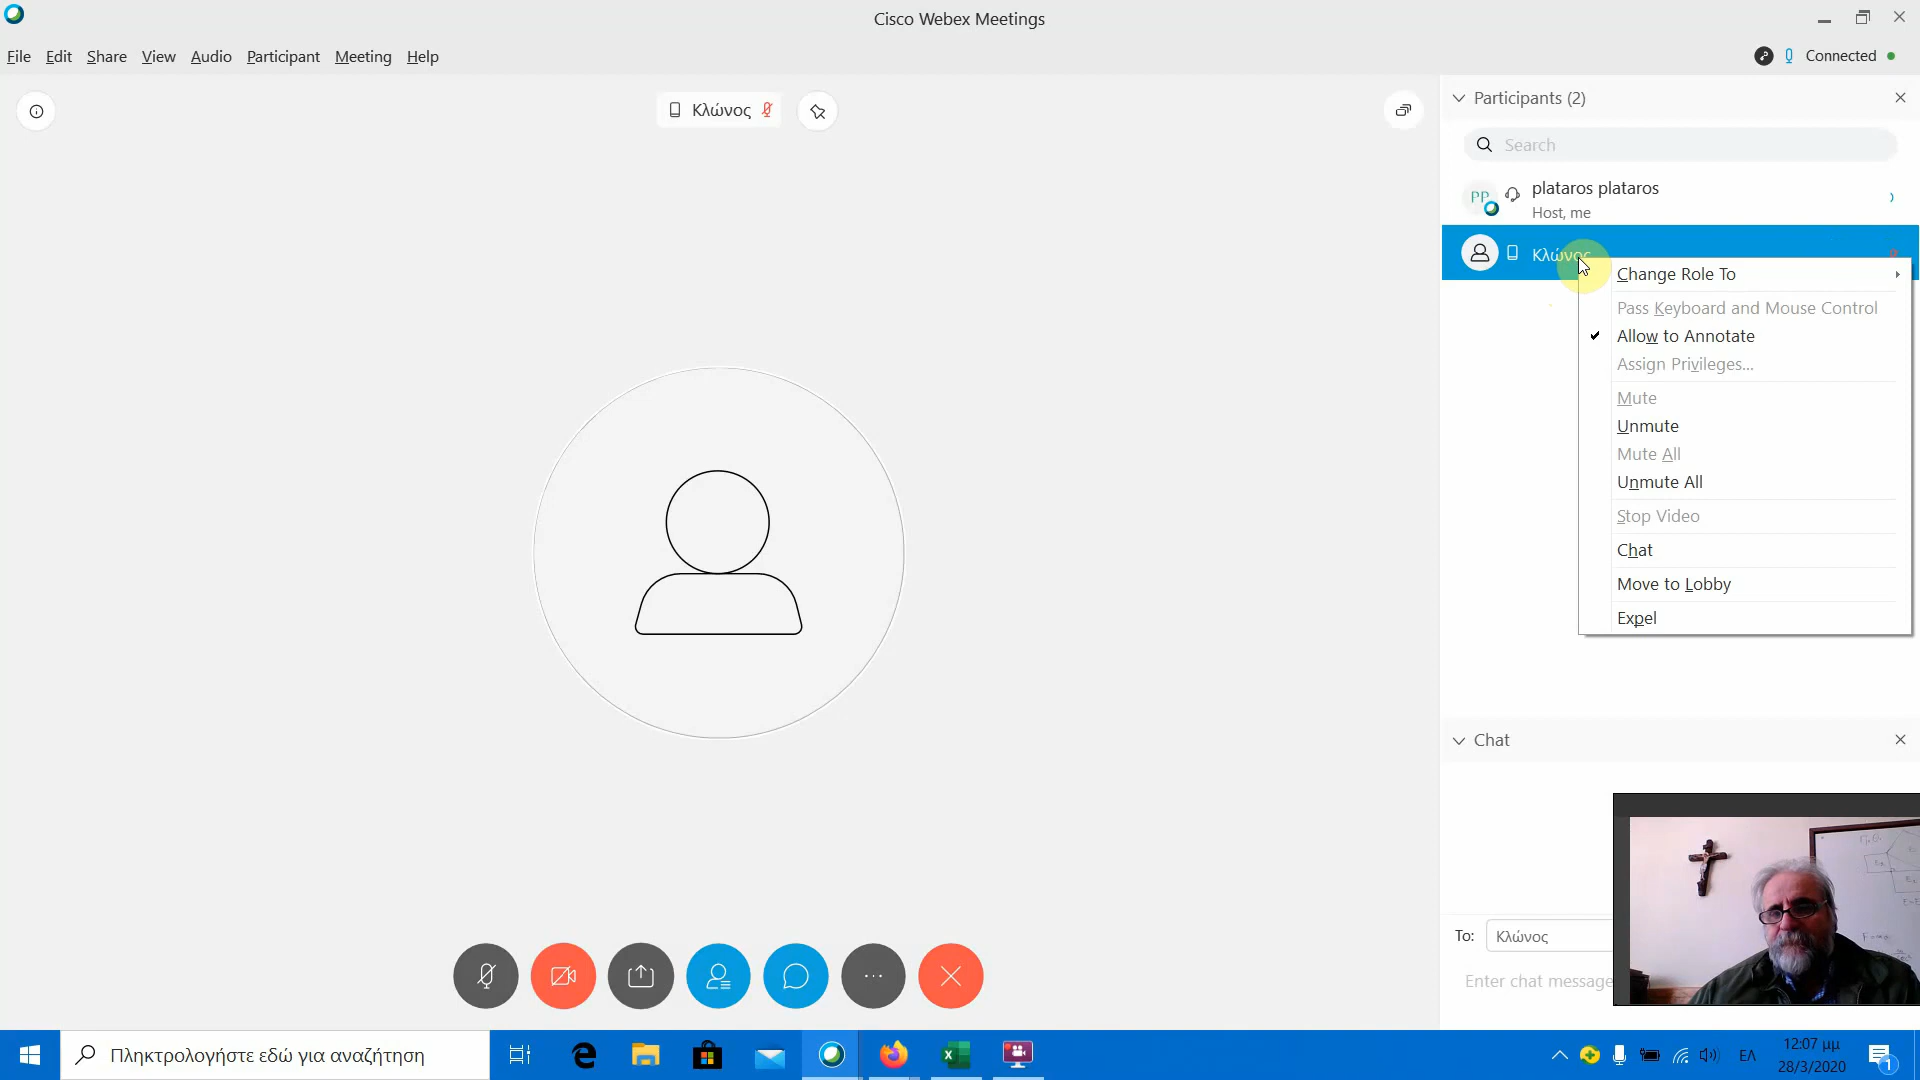 Cisco Webex Meetings
File Edit Share View Audio Participant Meeting Help
Connected
Κλώνος
Participants (2)
Search
PP
plataros plataros
Host, me
Κλώνος
Change Role To
Pass Keyboard and Mouse Control
Allow to Annotate
Assign Privileges...
Mute
Unmute
Mute All
Unmute All
Stop Video
Chat
Move to Lobby
Expel
Chat
To: Κλώνος
Enter chat message
Πληκτρολογήστε εδώ για αναζήτηση
ΕΛ
12:07 μμ
28/3/2020
1